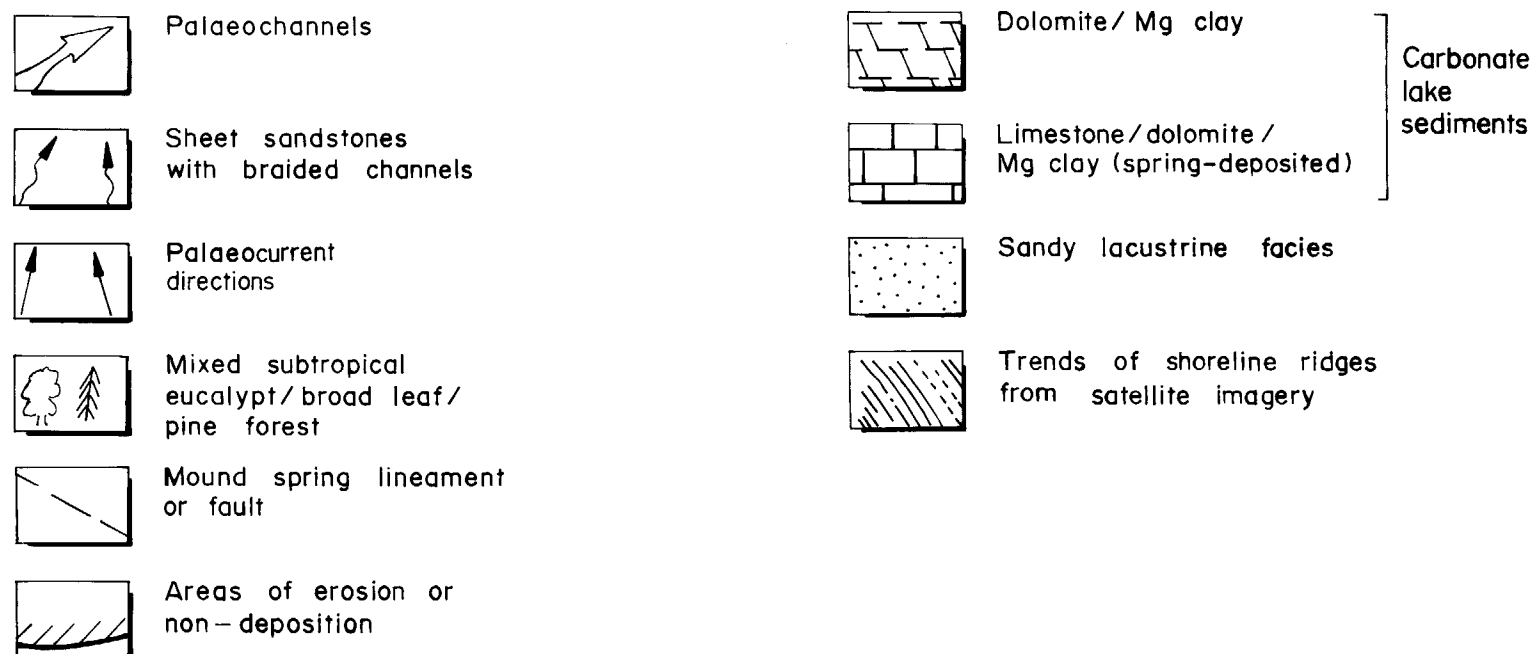 Palaeochannels
Sheet sandstones
with braided channels
Palaeocurrent
directions
Mixed subtropical
eucalypt/broad leaf/
pine forest
Mound spring lineament
or fault
Areas of erosion or
non-deposition
Dolomite/Mg clay
Limestone/dolomite/
Mg clay (spring-deposited)
Carbonate
lake
sediments
Sandy lacustrine facies
Trends of shoreline ridges
from satellite imagery